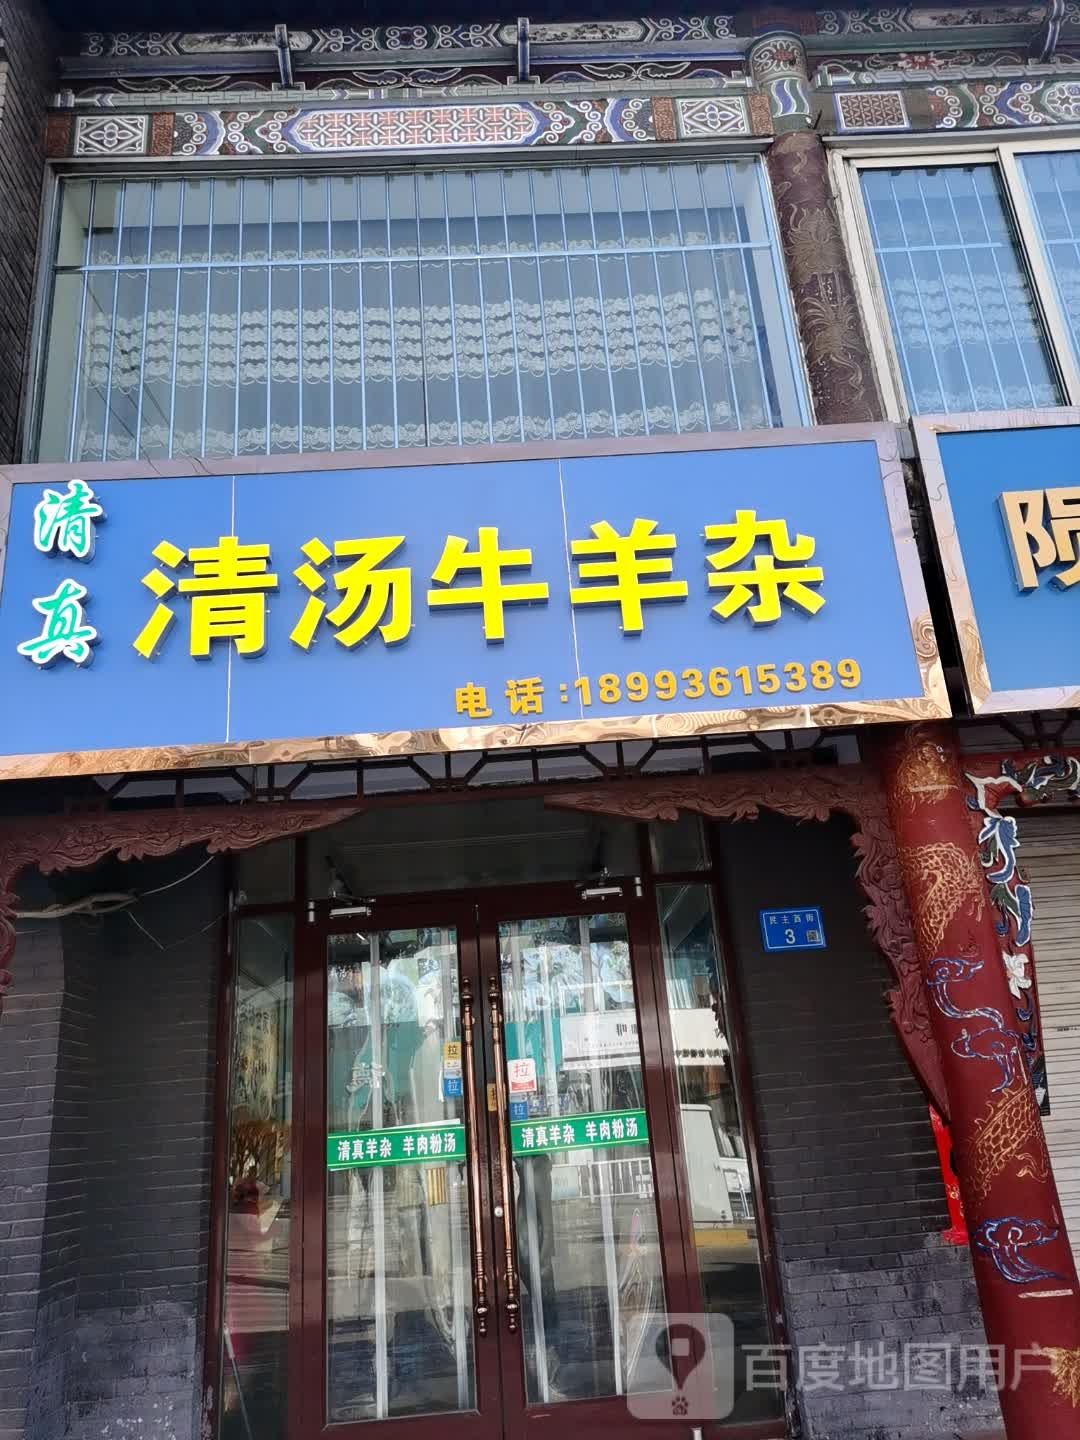 清真
清汤牛羊杂
电话:18993615389
陨
民主西街
3
拉
拉
拉
拉
清真羊杂 羊肉粉汤
清真羊杂 羊肉粉汤
百度地图用户